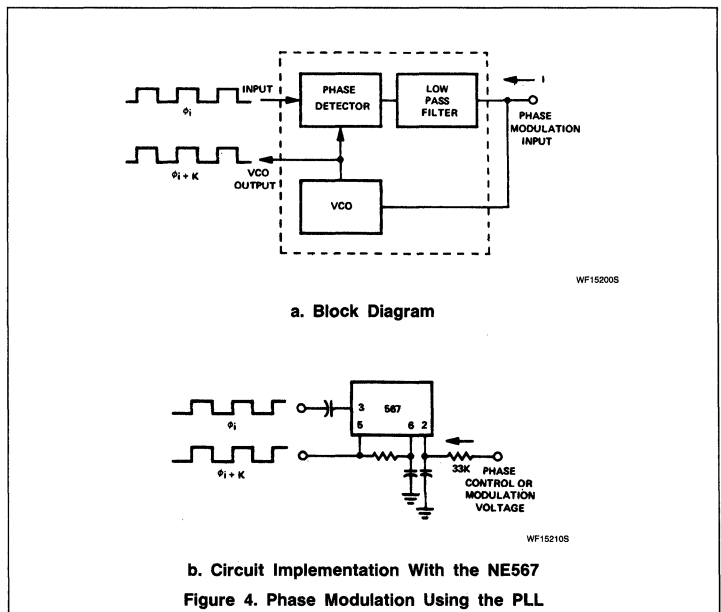 INPUT
PHASE
DETECTOR
LOW
PASS
FILTER
I
PHASE
MODULATION
INPUT
ϕi
ϕi + K
VCO
OUTPUT
VCO
WF15200S
a. Block Diagram
3
567
5
6
2
ϕi
ϕi + K
33K
PHASE
CONTROL OR
MODULATION
VOLTAGE
WF15210S
b. Circuit Implementation With the NE567
Figure 4. Phase Modulation Using the PLL